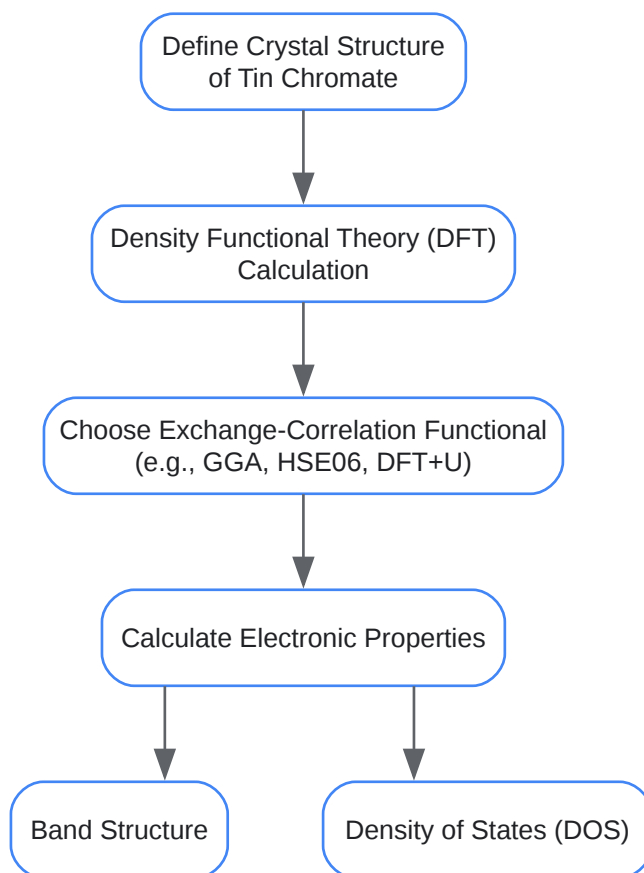 Define Crystal Structure
of Tin Chromate
Density Functional Theory (DFT)
Calculation
Choose Exchange-Correlation Functional
(e.g., GGA, HSE06, DFT+U)
Calculate Electronic Properties
Band Structure
Density of States (DOS)